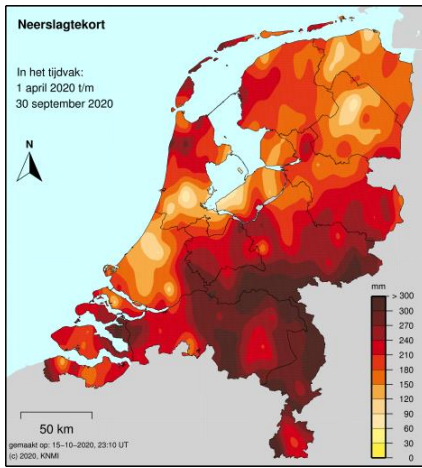 Neerslagtekort
In het tijdvak:
1 april 2020 t/m
30 september 2020
N
mm
> 300
300
270
240
210
180
150
120
90
60
30
0
50 km
gemaakt op: 15-10-2020, 23:10 UT
(c) 2020, KNMI